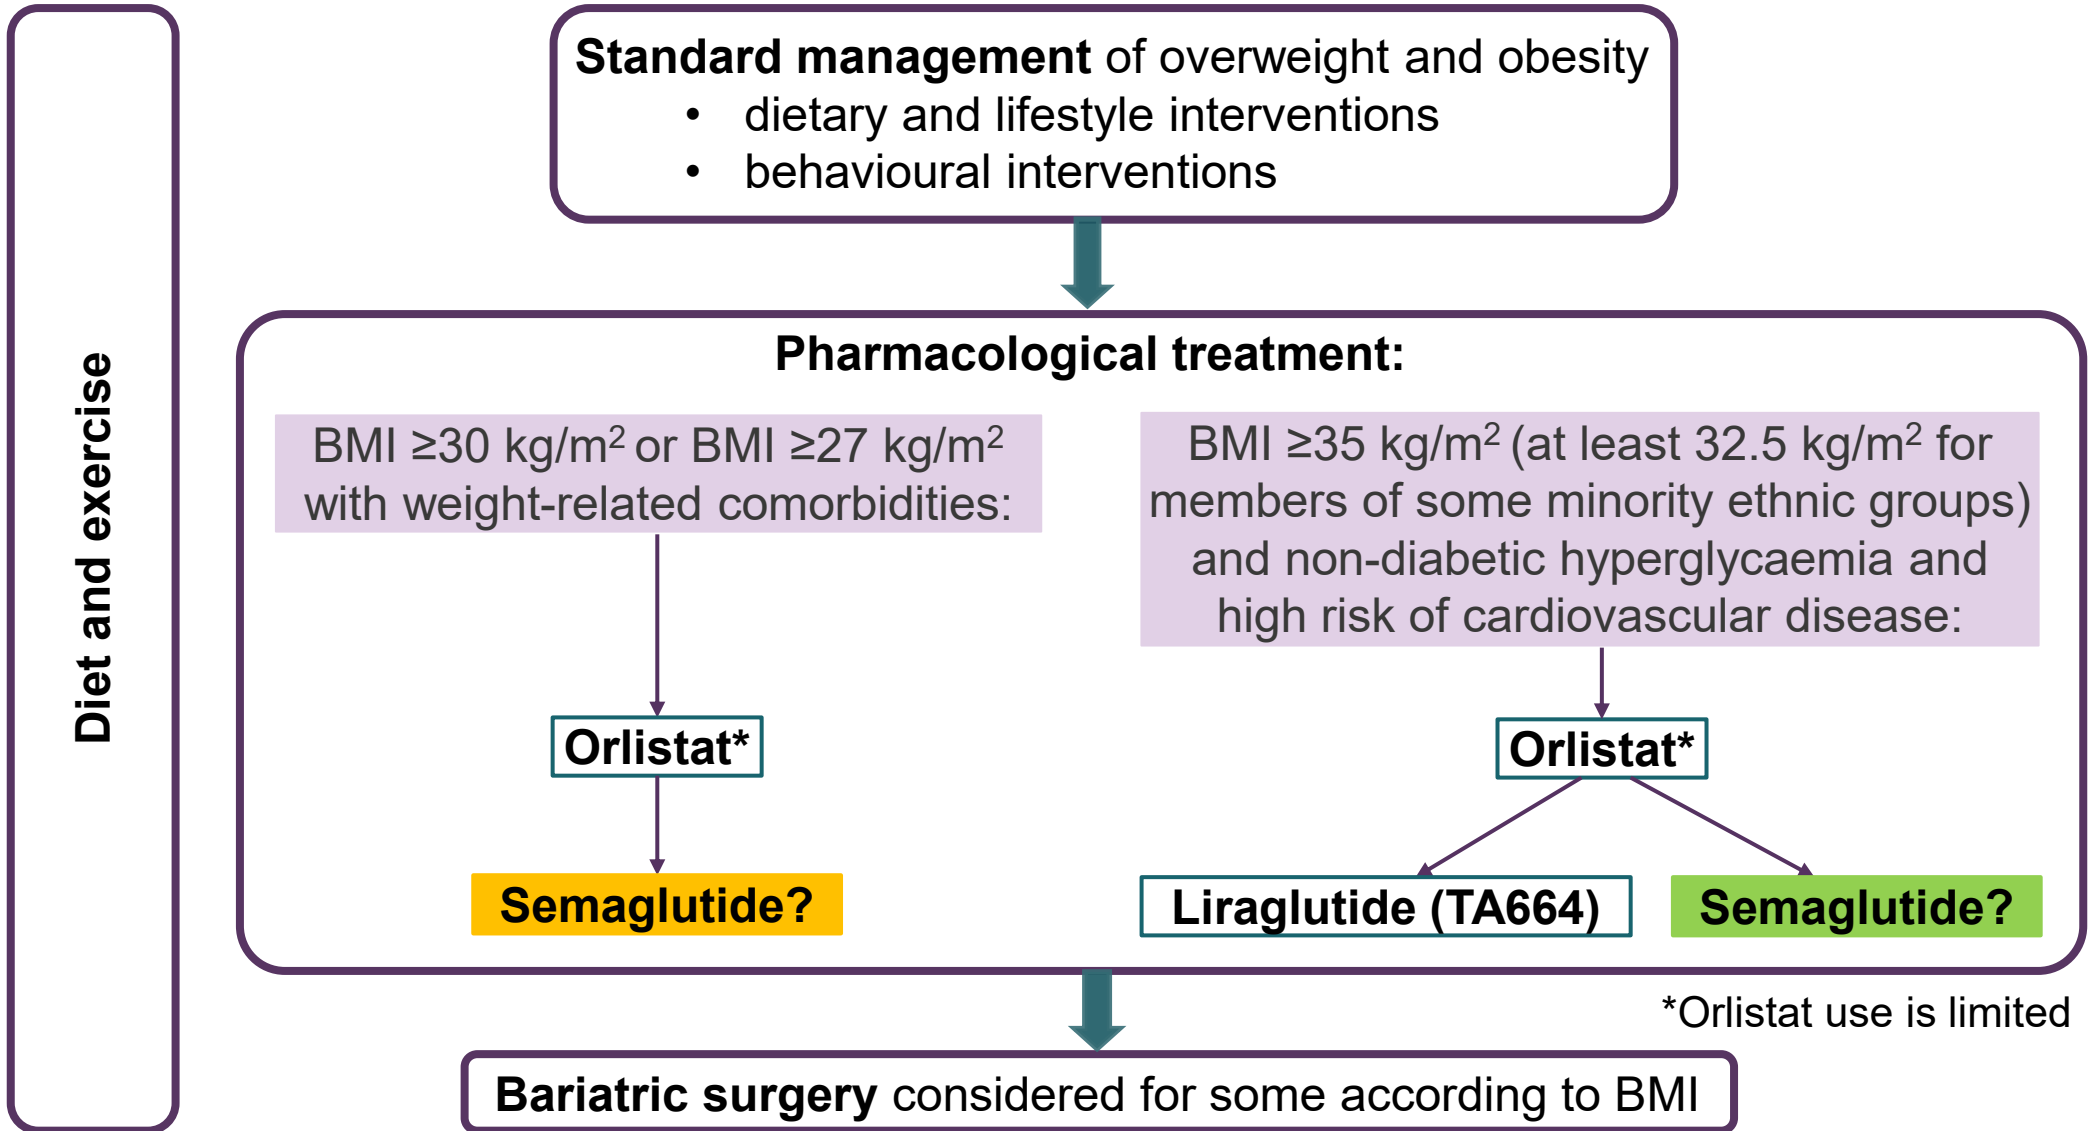 Diet and exercise
Standard management of overweight and obesity
• dietary and lifestyle interventions
• behavioural interventions
Pharmacological treatment:
BMI ≥30 kg/m² or BMI ≥27 kg/m²
with weight-related comorbidities:
Orlistat*
Semaglutide?
BMI ≥35 kg/m² (at least 32.5 kg/m² for
members of some minority ethnic groups)
and non-diabetic hyperglycaemia and
high risk of cardiovascular disease:
Orlistat*
Liraglutide (TA664)
Semaglutide?
*Orlistat use is limited
Bariatric surgery considered for some according to BMI